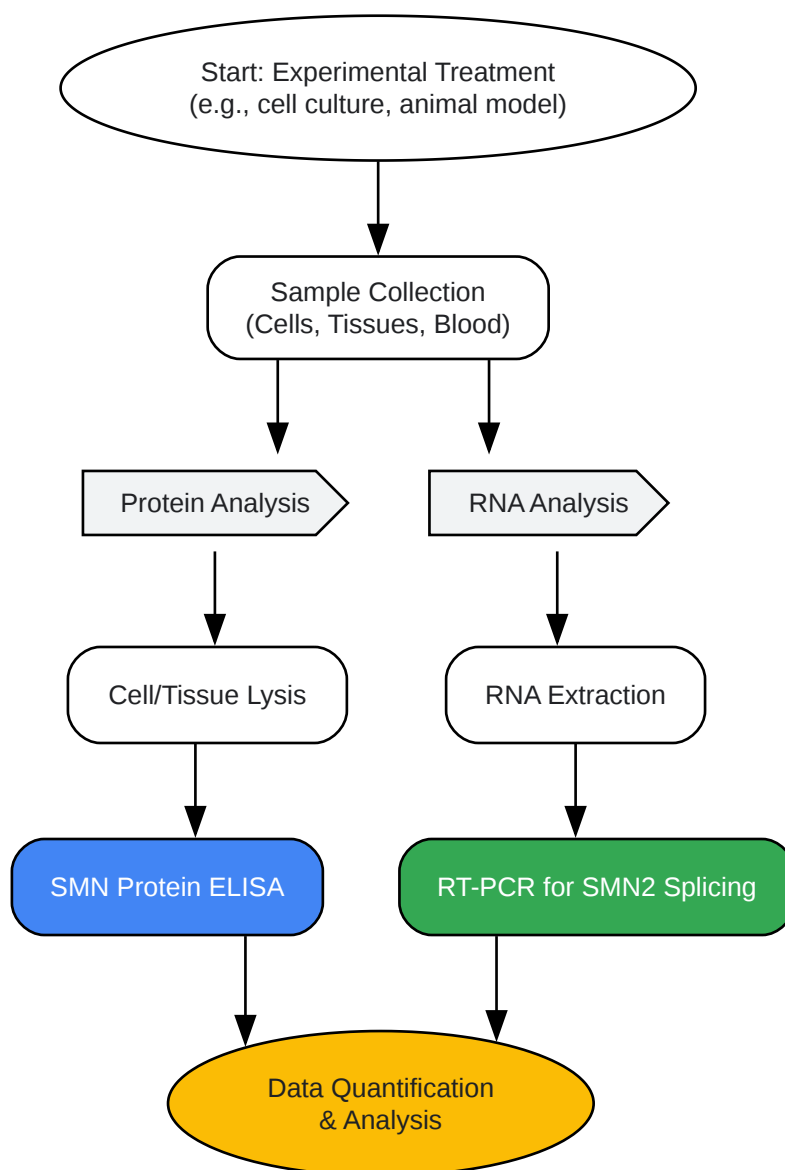 Start: Experimental Treatment
(e.g., cell culture, animal model)
Sample Collection
(Cells, Tissues, Blood)
Protein Analysis
RNA Analysis
Cell/Tissue Lysis
RNA Extraction
SMN Protein ELISA
RT-PCR for SMN2 Splicing
Data Quantification
& Analysis